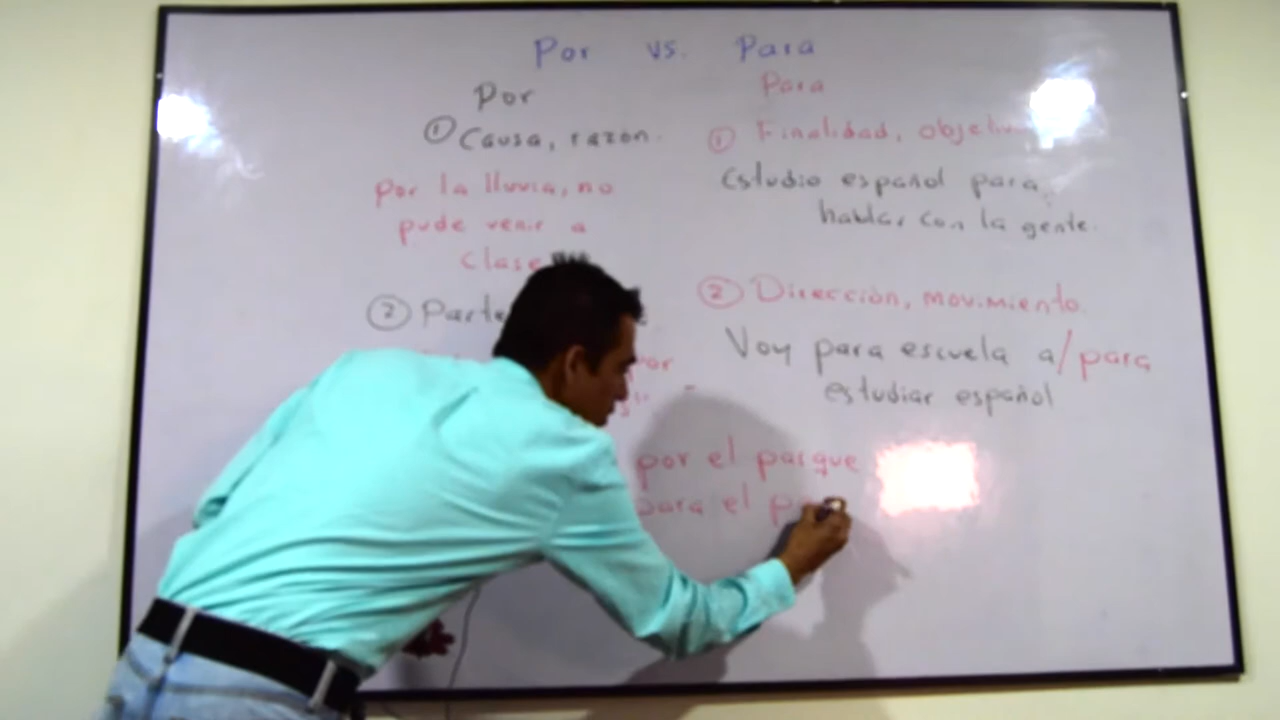 Por vs. Para
Por
① Causa, razon.
por la lluvia, no
pude venir a
clase
②
Para
① Finalidad,
Estudio español para
hablar con la gente.
② Dirección, movimiento.
Voy para escuela a/para
estudiar español
por el parque
para el